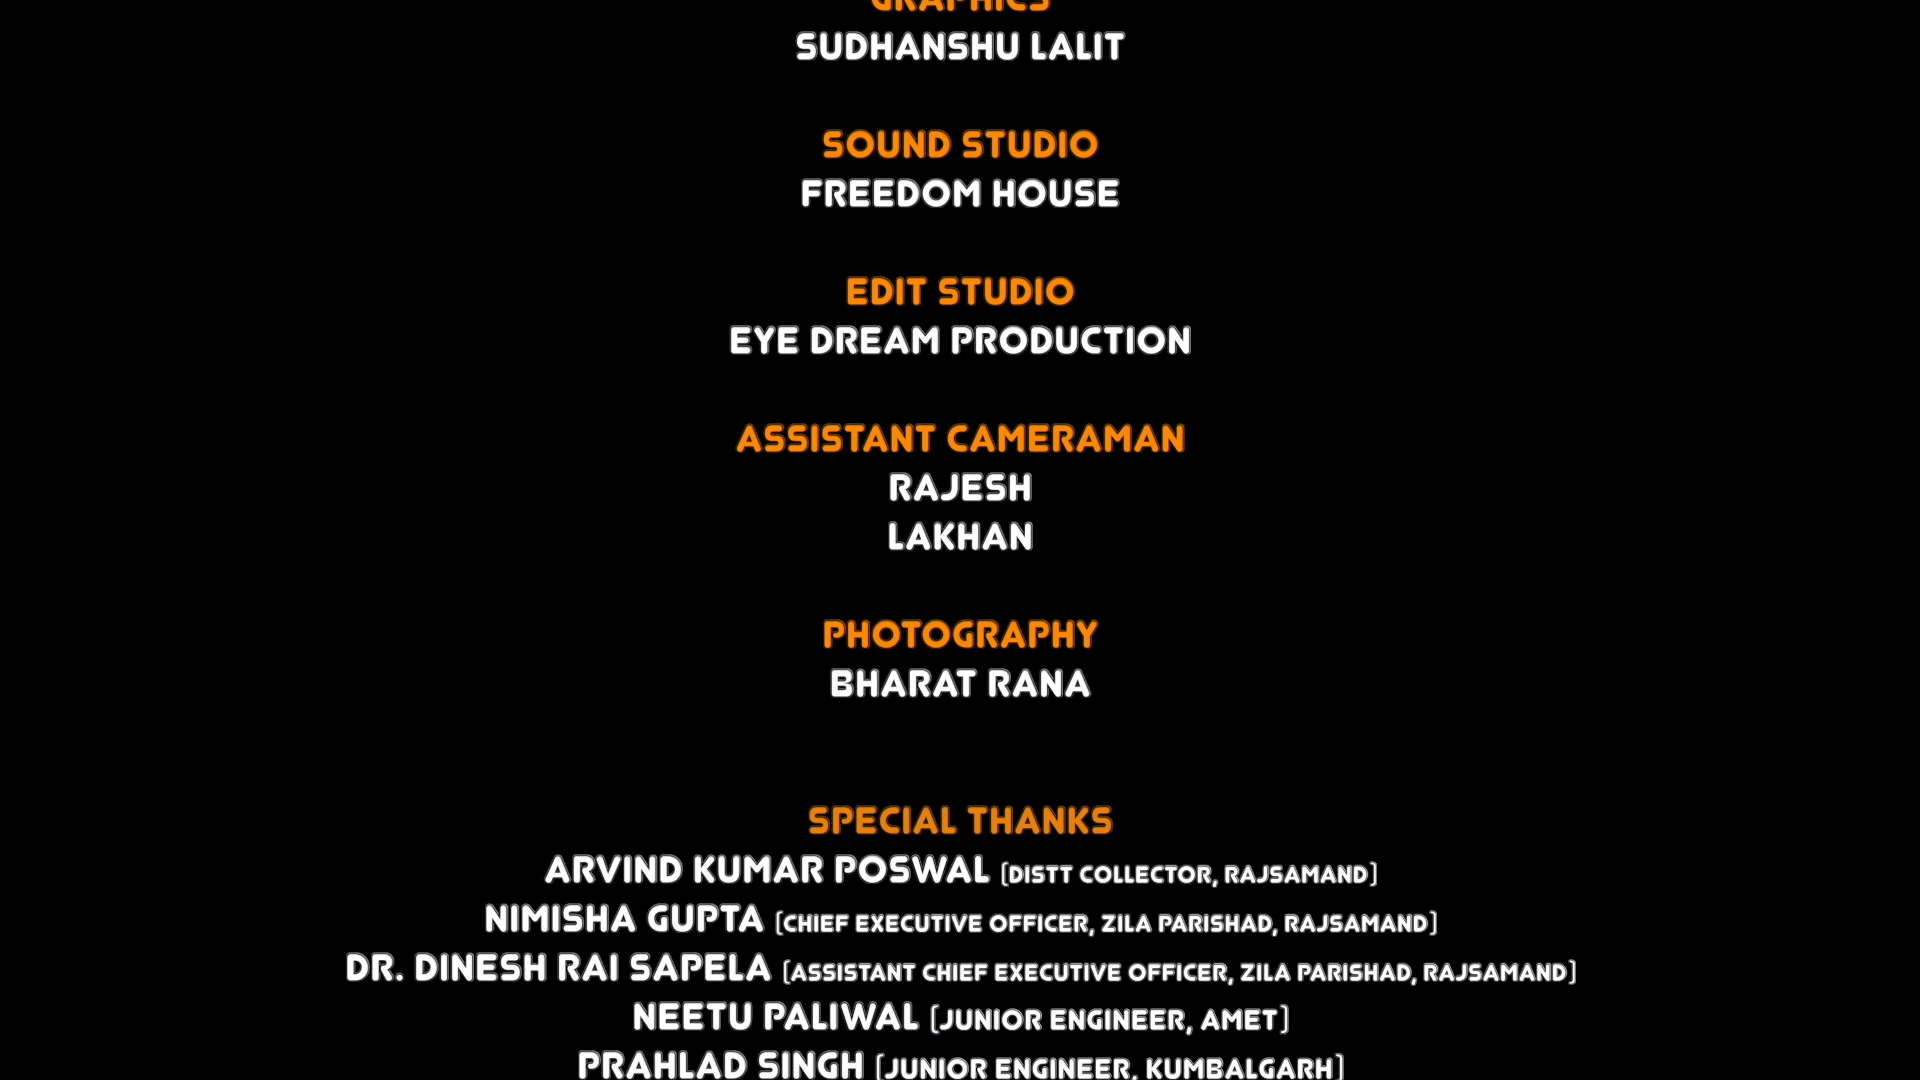 GRAPHICS
SUDHANSHU LALIT
SOUND STUDIO
FREEDOM HOUSE
EDIT STUDIO
EYE DREAM PRODUCTION
ASSISTANT CAMERAMAN
RAJESH
LAKHAN
PHOTOGRAPHY
BHARAT RANA
SPECIAL THANKS
ARVIND KUMAR POSWAL (DISTT COLLECTOR, RAJSAMAND)
NIMISHA GUPTA (CHIEF EXECUTIVE OFFICER, ZILA PARISHAD, RAJSAMAND)
DR. DINESH RAI SAPELA (ASSISTANT CHIEF EXECUTIVE OFFICER, ZILA PARISHAD, RAJSAMAND)
NEETU PALIWAL (JUNIOR ENGINEER, AMET)
PRAHLAD SINGH (JUNIOR ENGINEER, KUMBALGARH)